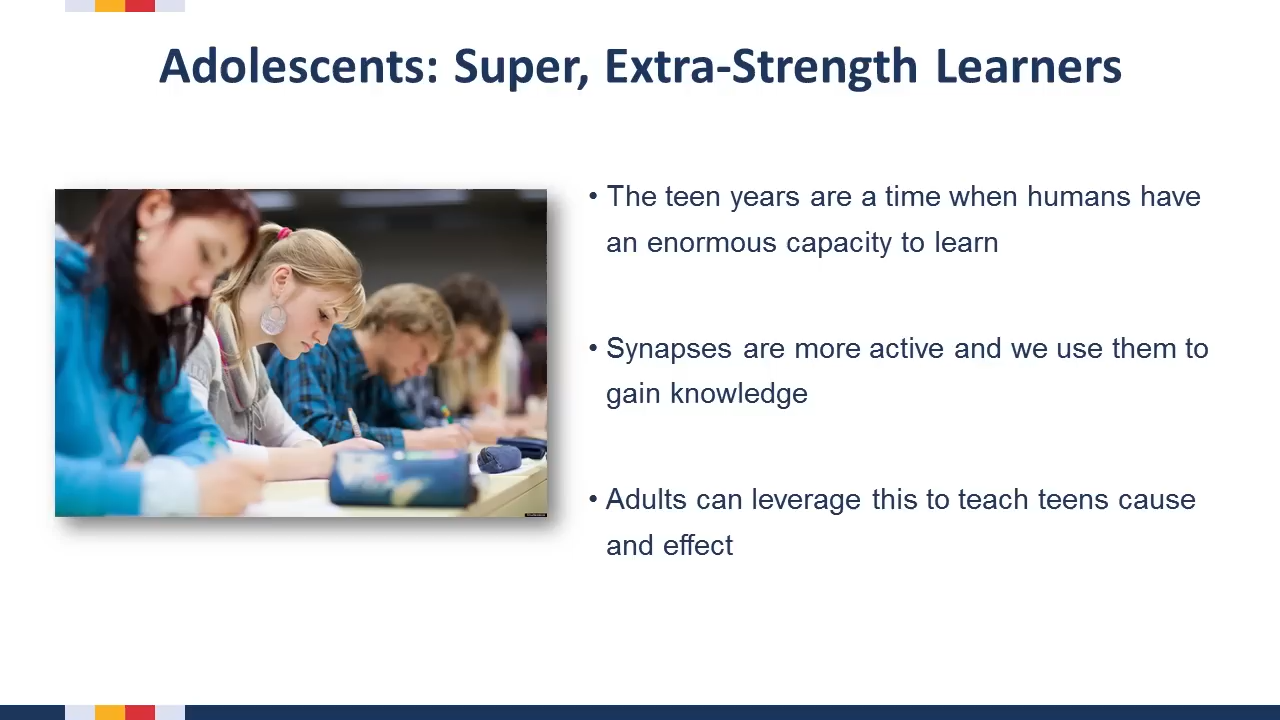 Adolescents: Super, Extra-Strength Learners
• The teen years are a time when humans have
an enormous capacity to learn
• Synapses are more active and we use them to
gain knowledge
• Adults can leverage this to teach teens cause
and effect